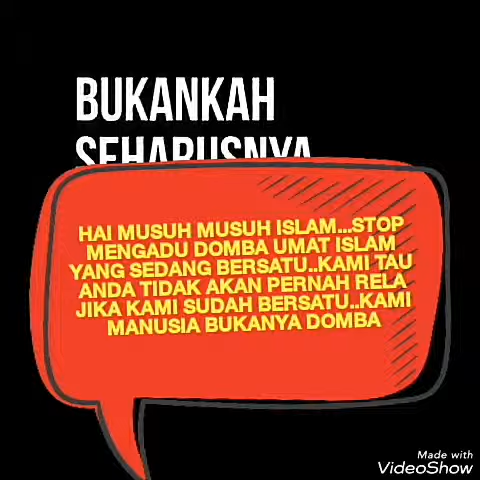 BUKANKAH
SEHARUSNYA
HAI MUSUH MUSUH ISLAM...STOP
MENGADU DOMBA UMAT ISLAM
YANG SEDANG BERSATU..KAMI TAU
ANDA TIDAK AKAN PERNAH RELA
JIKA KAMI SUDAH BERSATU..KAMI
MANUSIA BUKANYA DOMBA
Made with
VideoShow